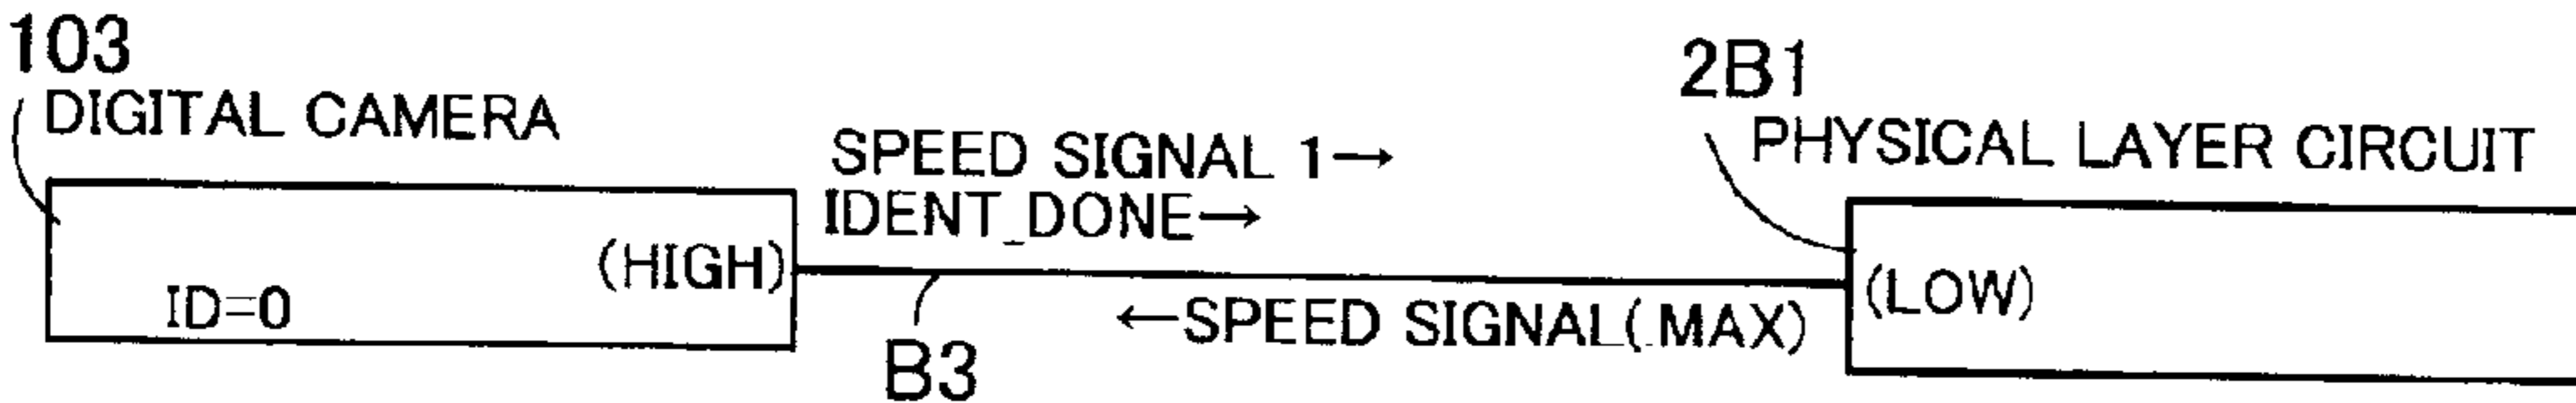 103
DIGITAL CAMERA
2B1
PHYSICAL LAYER CIRCUIT
SPEED SIGNAL 1→
IDENT_DONE→
(HIGH)
ID=0
(LOW)
←SPEED SIGNAL(MAX)
B3